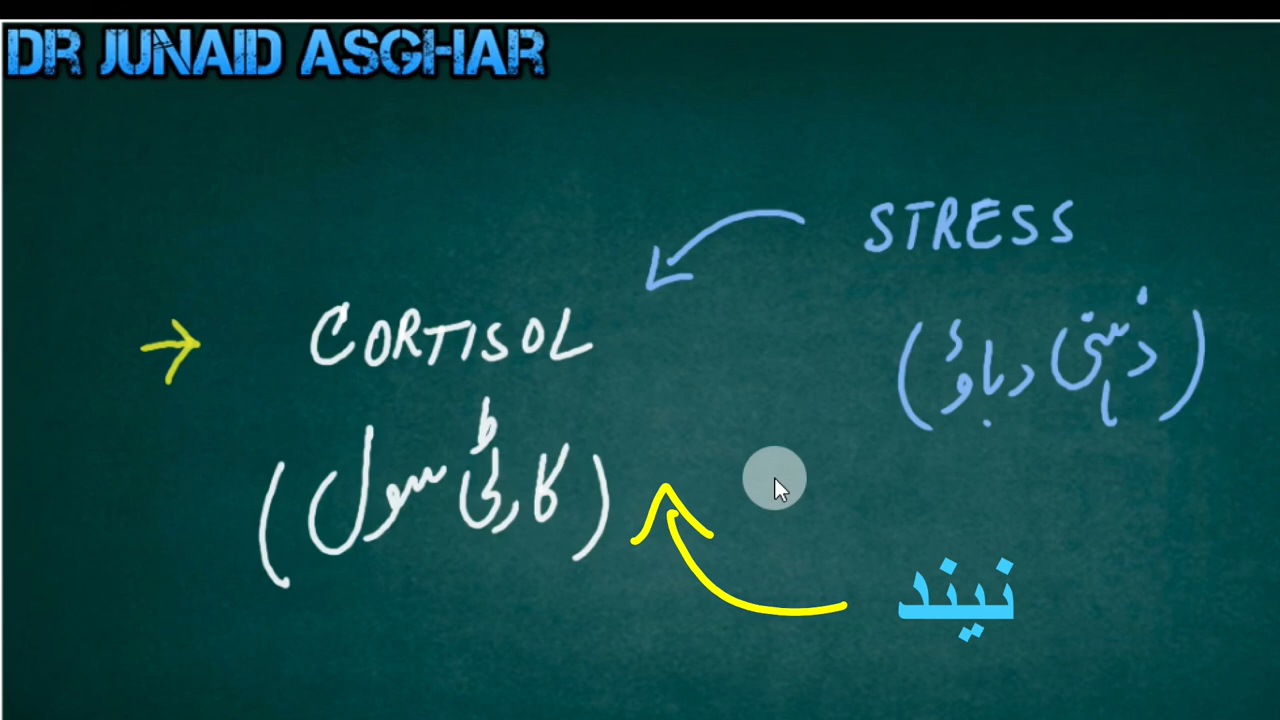 DR JUNAID ASGHAR
STRESS
(ذہنی دباؤ)
CORTISOL
(کارٹی سول)
نیند